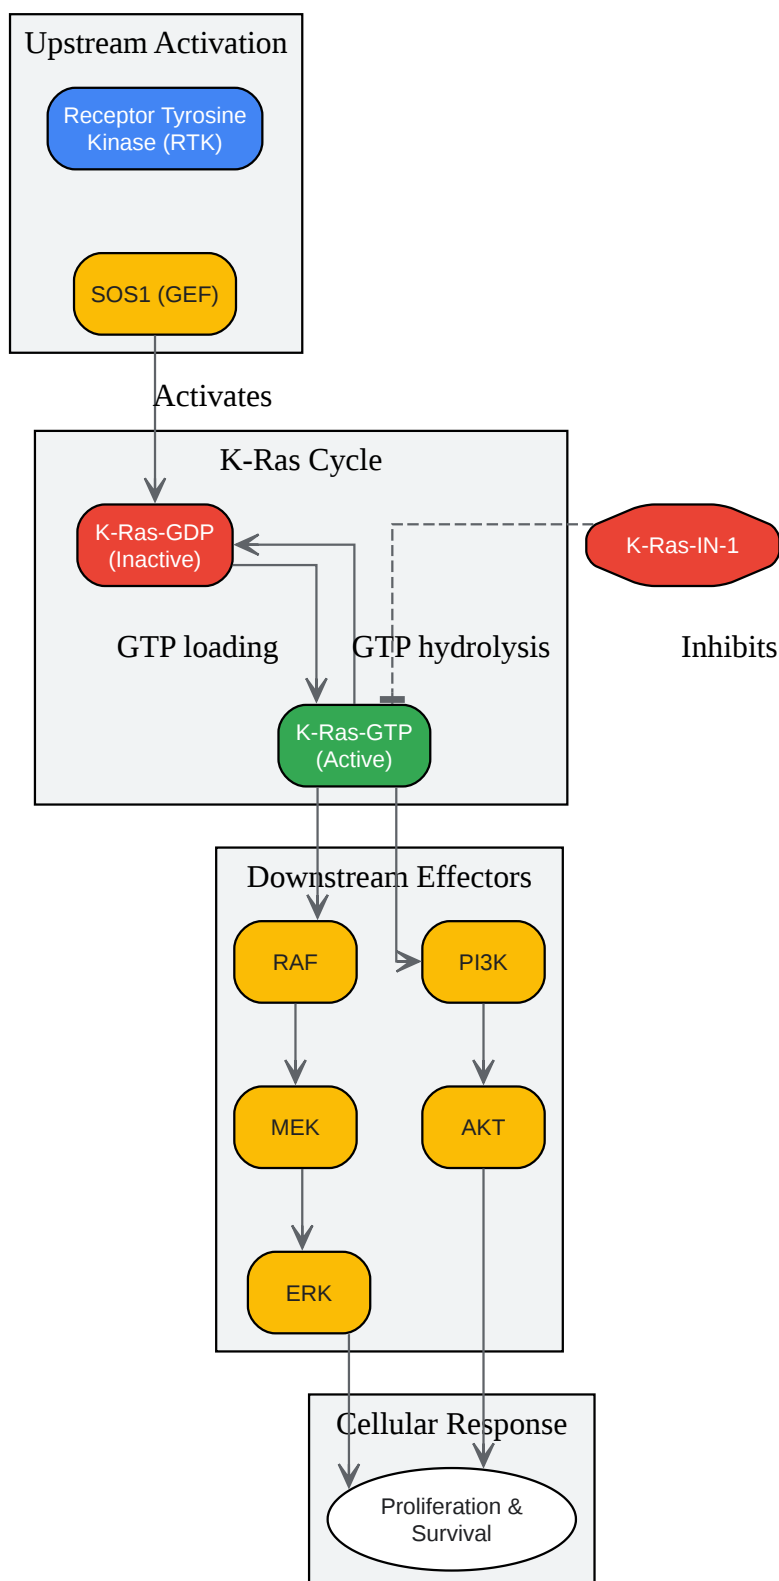 Upstream Activation
Receptor Tyrosine
Kinase (RTK)
SOS1 (GEF)
Activates
K-Ras Cycle
K-Ras-GDP
(Inactive)
K-Ras-IN-1
GTP loading
GTP hydrolysis
Inhibits
K-Ras-GTP
(Active)
Downstream Effectors
RAF
PI3K
MEK
AKT
ERK
Cellular Response
Proliferation &
Survival